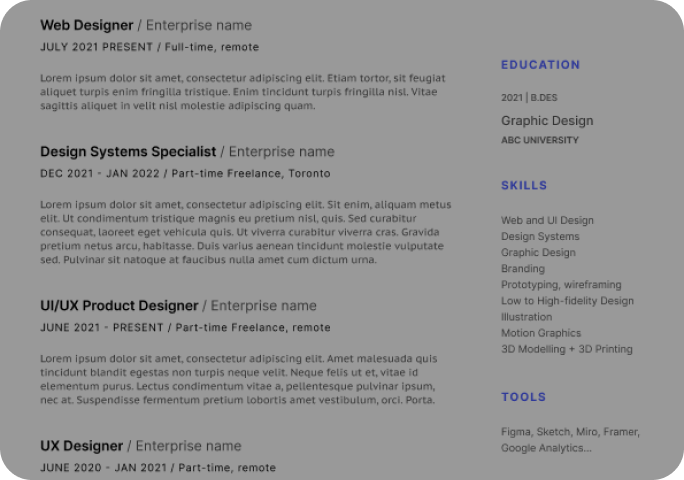 Web Designer / Enterprise name
JULY 2021 PRESENT / Full-time, remote
Lorem ipsum dolor sit amet, consectetur adipiscing elit. Etiam tortor, sit feugiat
aliquet turpis enim fringilla tristique. Enim tincidunt turpis fringilla nisl. Vitae
sagittis aliquet in velit nisl molestie adipiscing quam.
Design Systems Specialist / Enterprise name
DEC 2021 - JAN 2022 / Part-time Freelance, Toronto
Lorem ipsum dolor sit amet, consectetur adipiscing elit. Sit enim, aliquam metus
elit. Ut condimentum tristique magnis eu pretium nisl, quis. Sed curabitur
consequat, laoreet eget vehicula quis. Ut viverra curabitur viverra cras. Gravida
pretium netus arcu, habitasse. Duis varius aenean tincidunt molestie vulputate
sed. Pulvinar sit natoque at faucibus nulla amet cum dictum urna.
UI/UX Product Designer / Enterprise name
JUNE 2021 - PRESENT / Part-time Freelance, remote
Lorem ipsum dolor sit amet, consectetur adipiscing elit. Amet malesuada quis
tincidunt blandit egestas non turpis neque velit. Neque felis ut et, vitae id
elementum purus. Lectus condimentum vitae a, pellentesque pulvinar ipsum,
nec at. Suspendisse fermentum pretium lobortis amet vestibulum, orci. Porta.
UX Designer / Enterprise name
JUNE 2020 - JAN 2021 / Part-time, remote
EDUCATION
2021 | B.DES
Graphic Design
ABC UNIVERSITY
SKILLS
Web and UI Design
Design Systems
Graphic Design
Branding
Prototyping, wireframing
Low to High-fidelity Design
Illustration
Motion Graphics
3D Modelling + 3D Printing
TOOLS
Figma, Sketch, Miro, Framer,
Google Analytics...